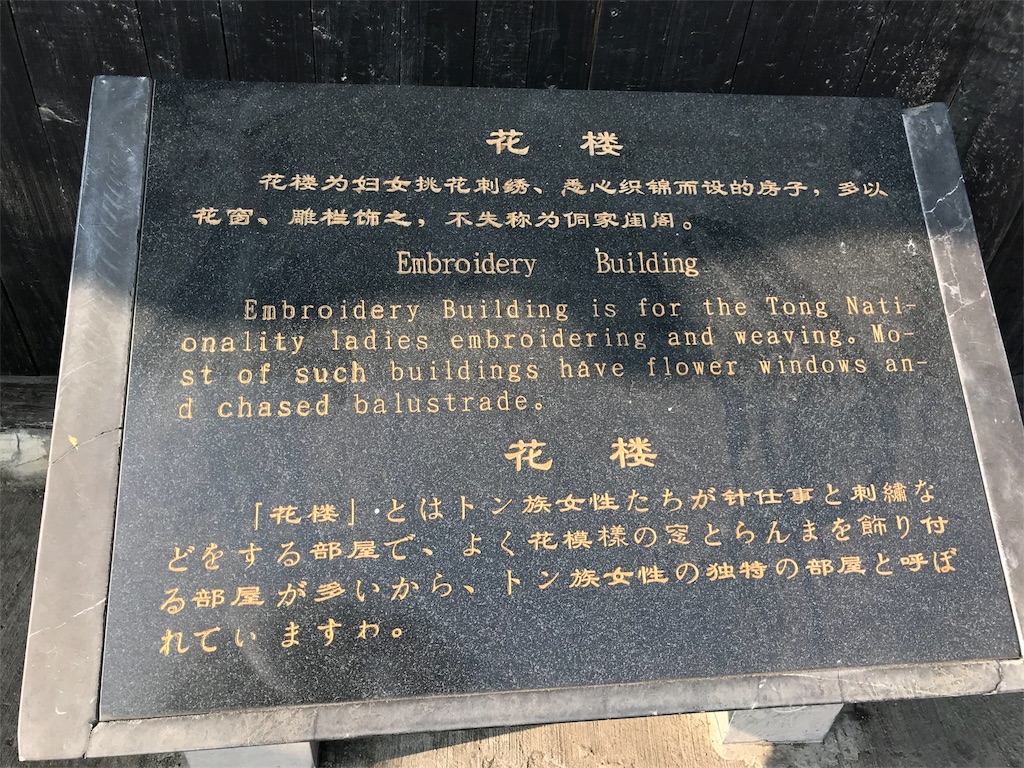 花 楼
花楼为妇女挑花刺绣、悉心织锦而设的房子，多以
花窗、雕栏饰之，不失称为侗家闺阁。
Embroidery Building
Embroidery Building is for the Tong Nati-
onality ladies embroidering and weaving。Mo-
st of such buildings have flower windows an-
d chased balustrade。
花 楼
「花楼」とはトン族女性たちが针仕事と刺繡な
どをする部屋で、よく花模様の窓とらんまを飾り付
る部屋が多いから、トン族女性の独特の部屋と呼ぼ
れてぃますゎ。